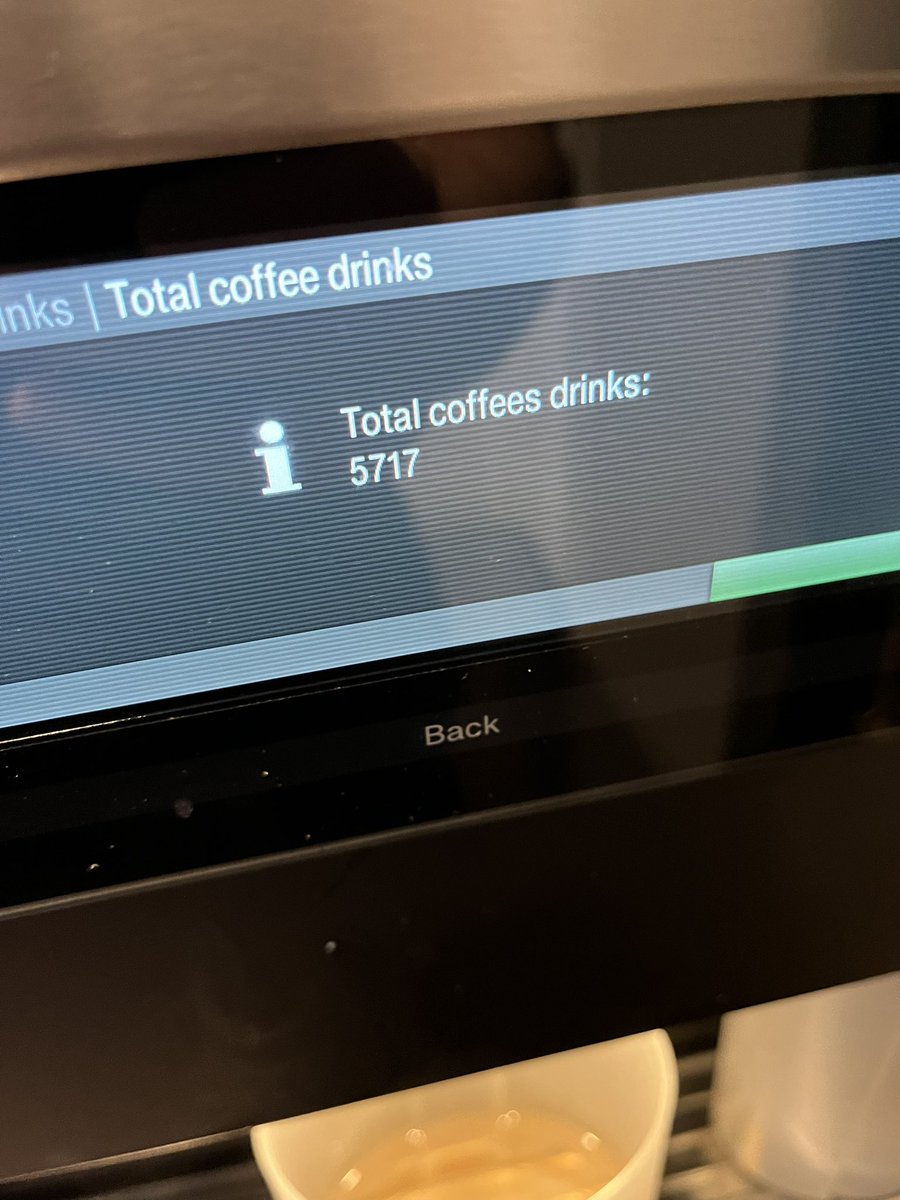 inks | Total coffee drinks
Total coffees drinks:
5717
Back